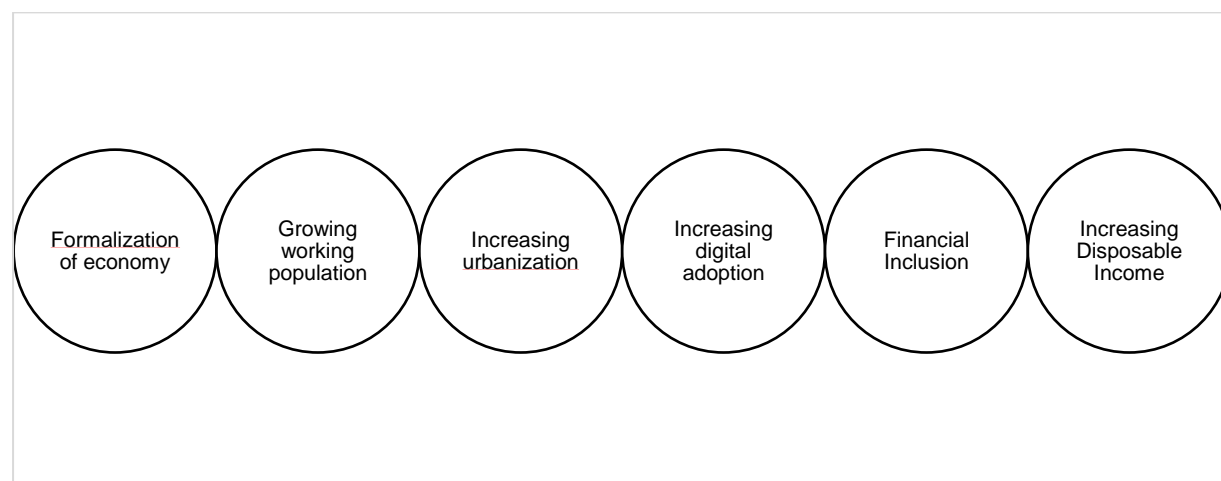 Formalization
of economy
Growing
working
population
Increasing
urbanization
Increasing
digital
adoption
Financial
Inclusion
Increasing
Disposable
Income